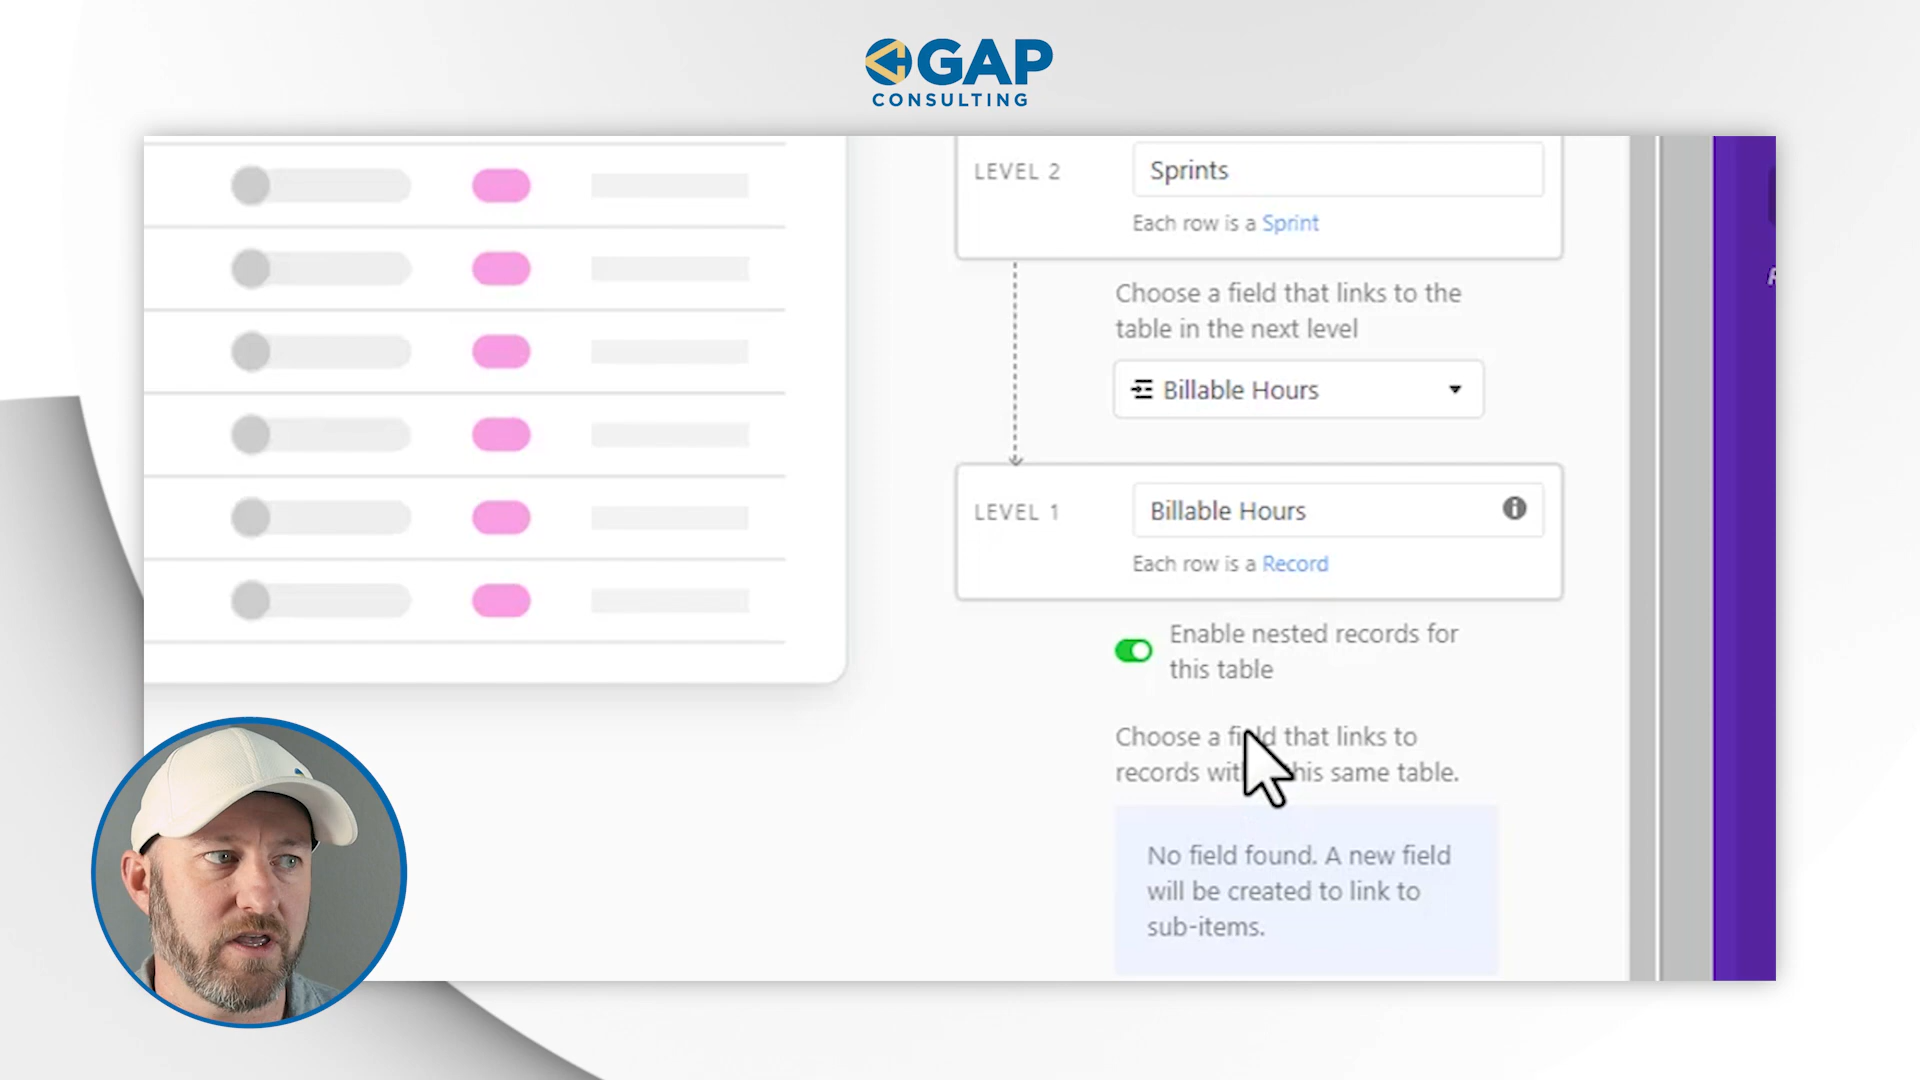 GAP
CONSULTING
LEVEL 2
Sprints
Each row is a Sprint
Choose a field that links to the
table in the next level
Billable Hours
LEVEL 1
Billable Hours
Each row is a Record
Enable nested records for
this table
Choose a field that links to
records his same table.
No field found. A new field
will be created to link to
sub-items.